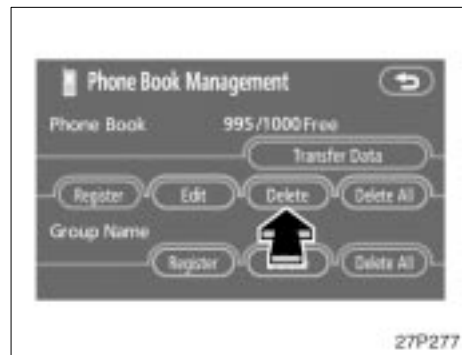 Phone Book Management
Phone Book 995/1000 Free
Transfer Data
Register Edit Delete Delete All
Group Name
Register Delete All
27P277